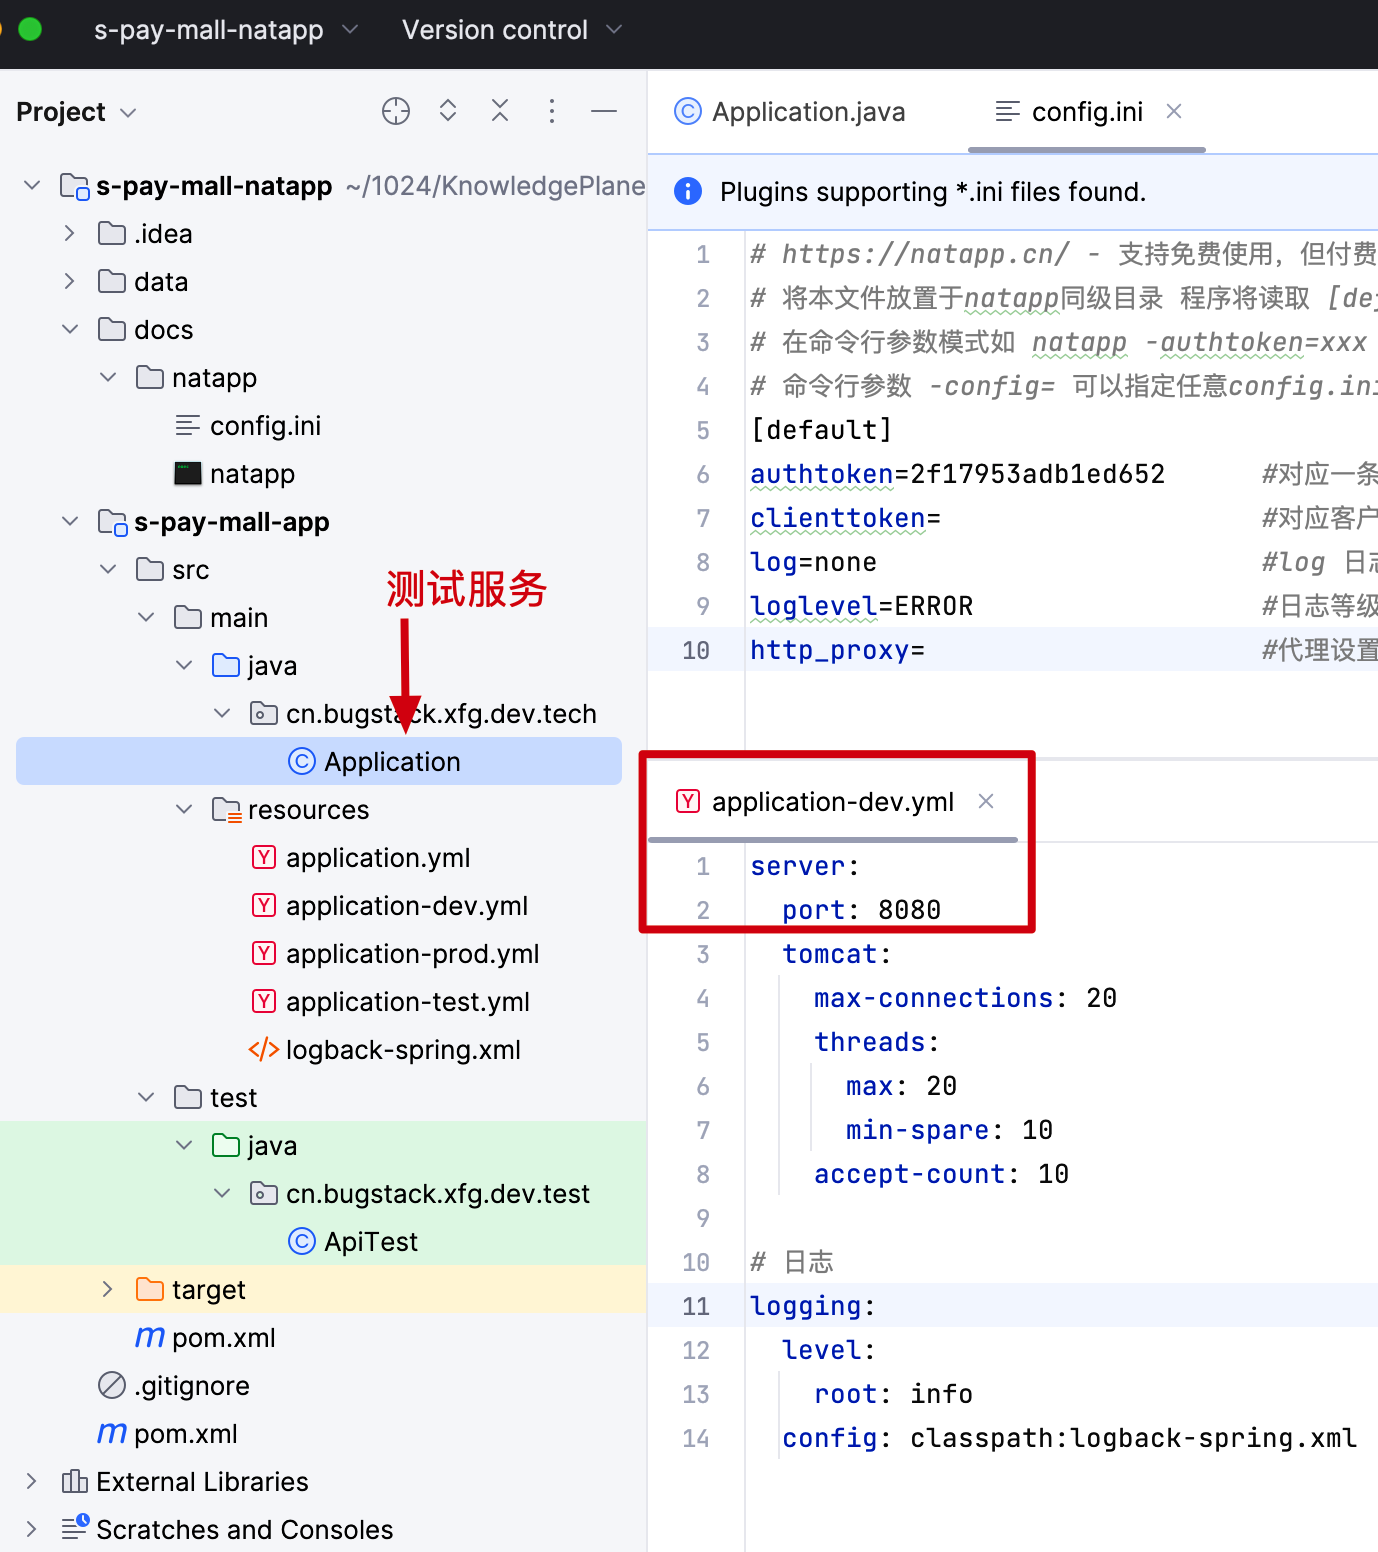 s-pay-mall-natapp
Version control
Project
s-pay-mall-natapp ~/1024/KnowledgePlane
.idea
data
docs
natapp
config.ini
natapp
s-pay-mall-app
src
测试服务
main
java
cn.bugstack.xfg.dev.tech
Application
resources
application.yml
application-dev.yml
application-prod.yml
application-test.yml
logback-spring.xml
test
java
cn.bugstack.xfg.dev.test
ApiTest
target
pom.xml
.gitignore
pom.xml
External Libraries
Scratches and Consoles
Application.java
config.ini
Plugins supporting *.ini files found.
1 # https://natapp.cn/ - 支持免费使用，但付费
2 # 将本文件放置于natapp同级目录 程序将读取 [def
3 # 在命令行参数模式如 natapp -authtoken=xxx
4 # 命令行参数 -config= 可以指定任意config.ini
5 [default]
6 authtoken=2f17953adb1ed652 #对应一条
7 clienttoken= #对应客户
8 log=none #log 日志
9 loglevel=ERROR #日志等级
10 http_proxy= #代理设置
application-dev.yml
1 server:
2 port: 8080
3 tomcat:
4 max-connections: 20
5 threads:
6 max: 20
7 min-spare: 10
8 accept-count: 10
9
10 # 日志
11 logging:
12 level:
13 root: info
14 config: classpath:logback-spring.xml